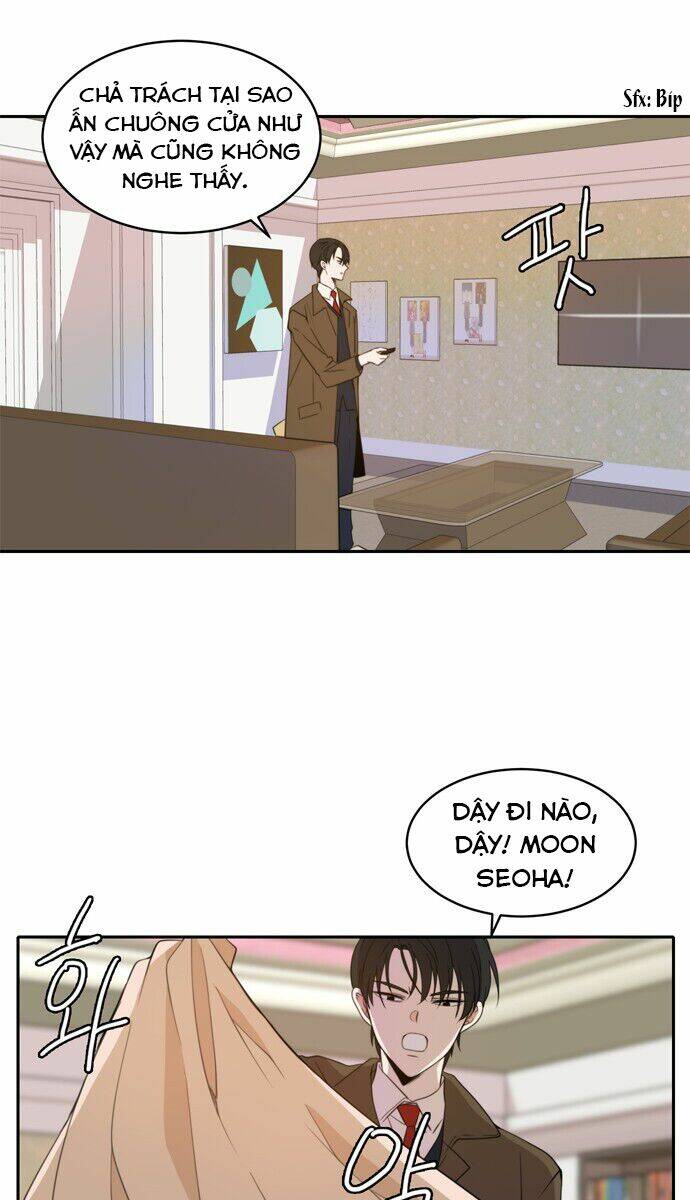 CHẢ TRÁCH TẠI SAO
ẤN CHUÔNG CỬA NHƯ
VẬY MÀ CŨNG KHÔNG
NGHE THẤY.
Sfx: Bíp
팟
DẬY ĐI NÀO,
DẬY! MOON
SEOHA!
화
악